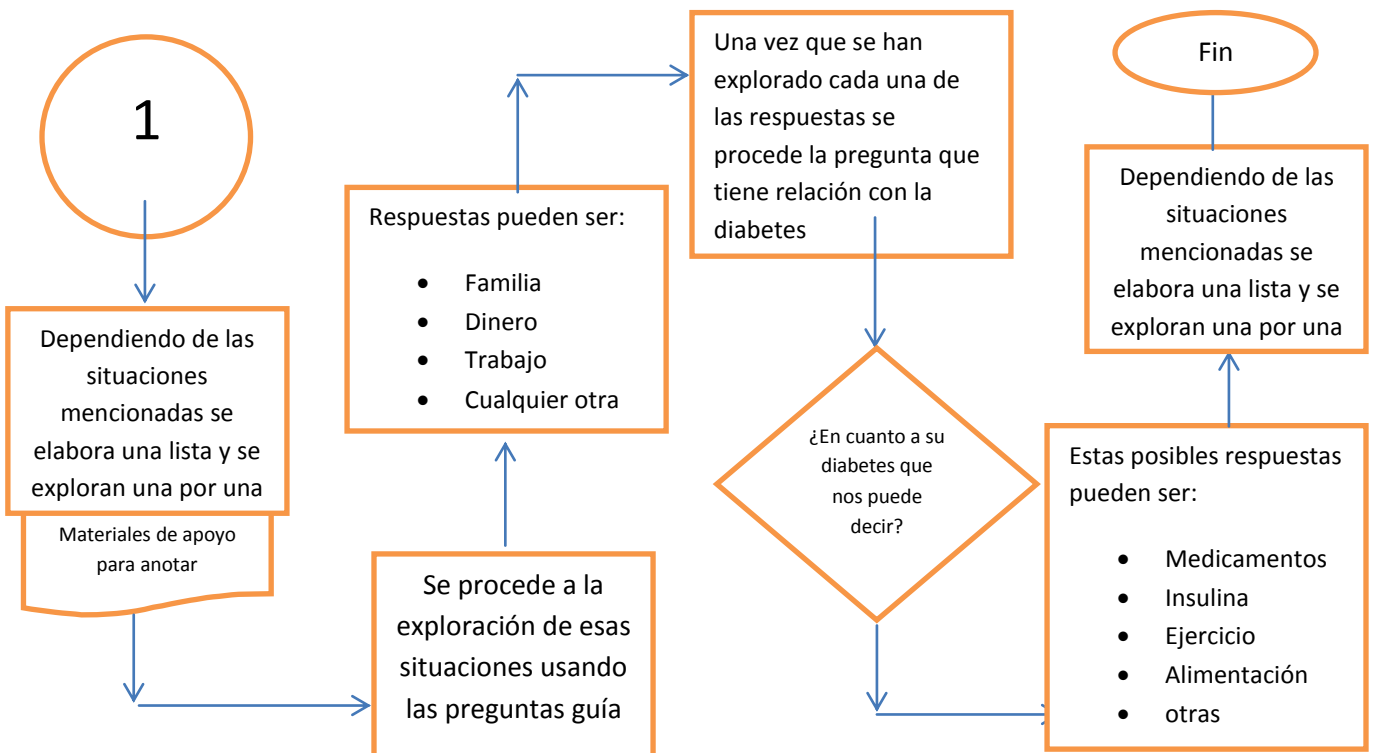 1
Dependiendo de las
situaciones
mencionadas se
elabora una lista y se
exploran una por una
Materiales de apoyo
para anotar
Se procede a la
exploración de esas
situaciones usando
las preguntas guía
Respuestas pueden ser:
• Familia
• Dinero
• Trabajo
• Cualquier otra
Una vez que se han
explorado cada una de
las respuestas se
procede la pregunta que
tiene relación con la
diabetes
¿En cuanto a su
diabetes que
nos puede
decir?
Estas posibles respuestas
pueden ser:
• Medicamentos
• Insulina
• Ejercicio
• Alimentación
• otras
Dependiendo de las
situaciones
mencionadas se
elabora una lista y se
exploran una por una
Fin